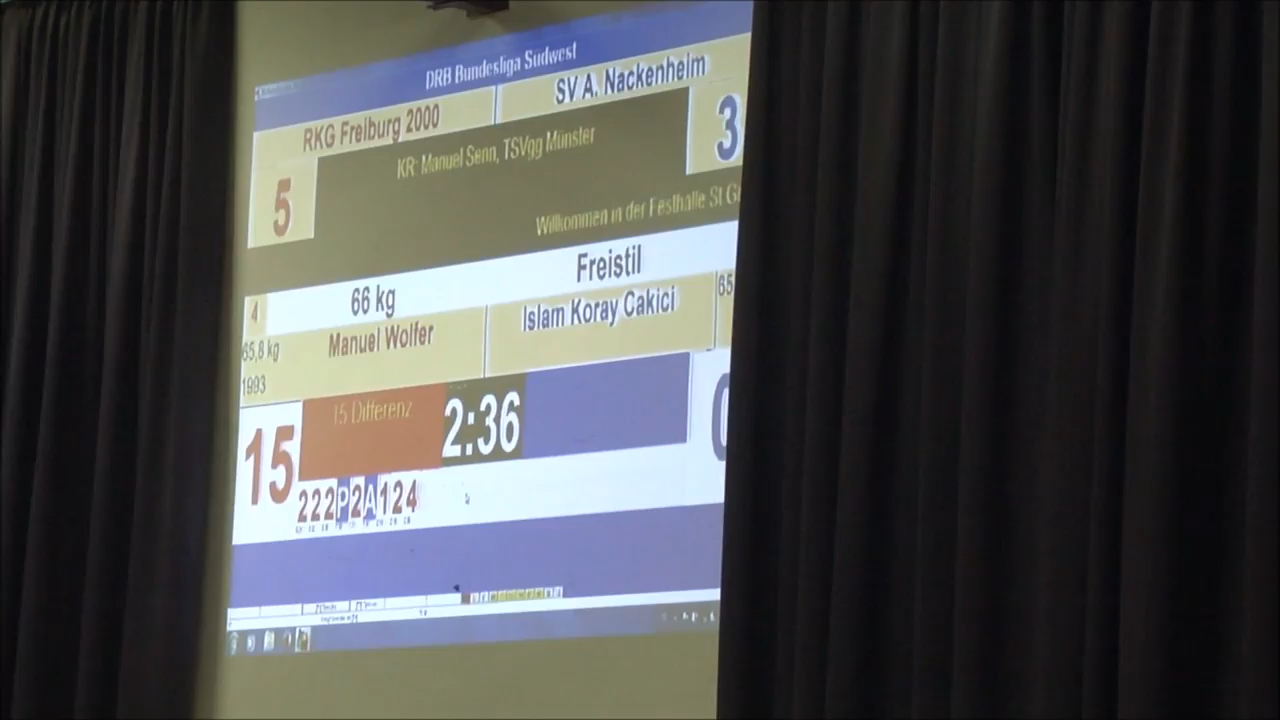 DRB Bundesliga Südwest
RKG Freiburg 2000
SV A. Nackenheim
5
KR: Manuel Senn, TSVgg Münster
3
Willkommen in der Festhalle St G
4
66 kg
Freistil
65,8 kg
Manuel Wolfer
Islam Koray Cakici
65
1993
15
15 Differenz
2:36
0
222P2A124